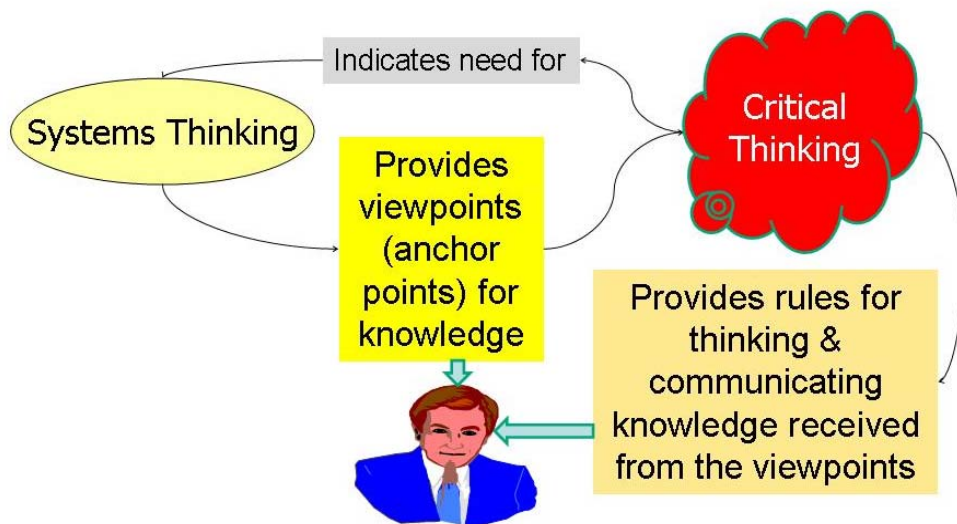 Indicates need for
Systems Thinking
Critical
Thinking
Provides
viewpoints
(anchor
points) for
knowledge
Provides rules for
thinking &
communicating
knowledge received
from the viewpoints